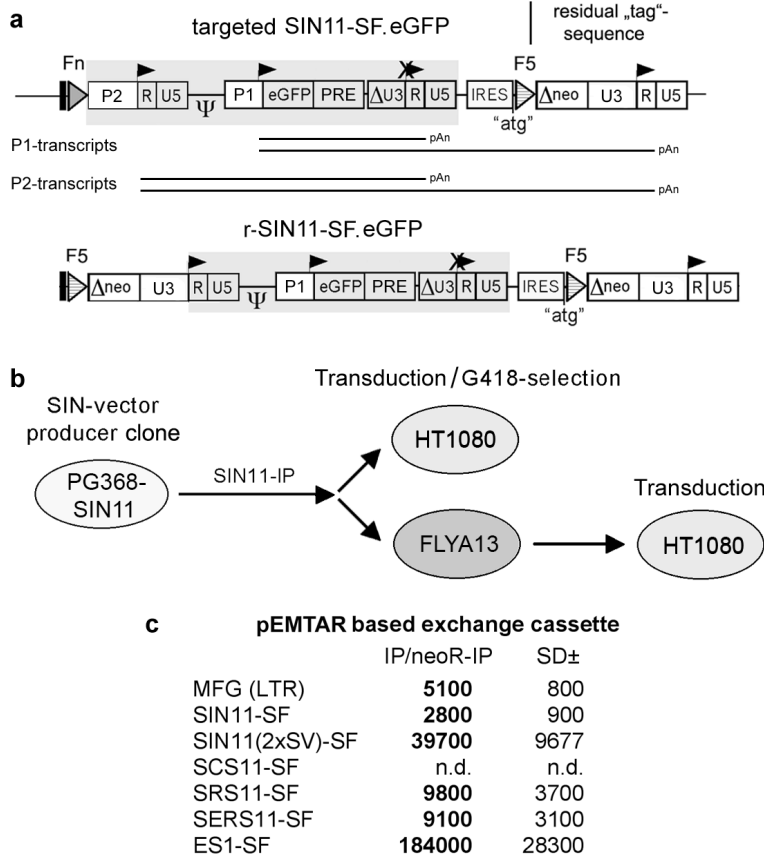 a
targeted SIN11-SF.eGFP
residual „tag“-
sequence
Fn
F5
P2 R U5 Ψ P1 eGFP PRE ΔU3 R U5 IRES "atg" Δneo U3 R U5
X
P1-transcripts
pAn
pAn
P2-transcripts
pAn
pAn
r-SIN11-SF.eGFP
F5
F5
X
Δneo U3 R U5 Ψ P1 eGFP PRE ΔU3 R U5 IRES "atg" Δneo U3 R U5
b
Transduction/G418-selection
SIN-vector
producer clone
HT1080
PG368-
SIN11
SIN11-IP
Transduction
FLYA13
HT1080
c pEMTAR based exchange cassette
IP/neoR-IP SD±
MFG (LTR) 5100 800
SIN11-SF 2800 900
SIN11(2xSV)-SF 39700 9677
SCS11-SF n.d. n.d.
SRS11-SF 9800 3700
SERS11-SF 9100 3100
ES1-SF 184000 28300